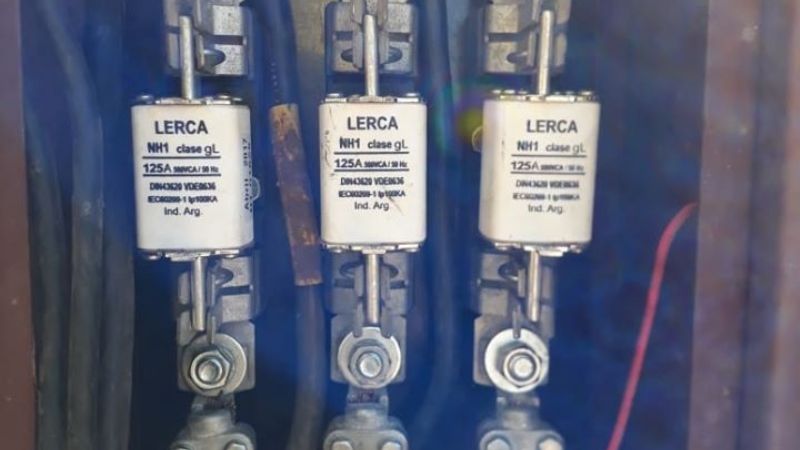 LERCA
NH1 clase gL
125A 500VCA / 50 Hz
DIN43620 VDE0636
IEC60269-1 Ip100KA
Ind. Arg.
2017
LERCA
NH1 clase gL
125A 500VCA / 50 Hz
DIN43620 VDE0636
IEC60269-1 Ip100KA
Ind. Arg.
LERCA
NH1 clase gL
125A 500VCA / 50 Hz
DIN43620 VDE0636
IEC60269-1 Ip100KA
Ind. Arg.